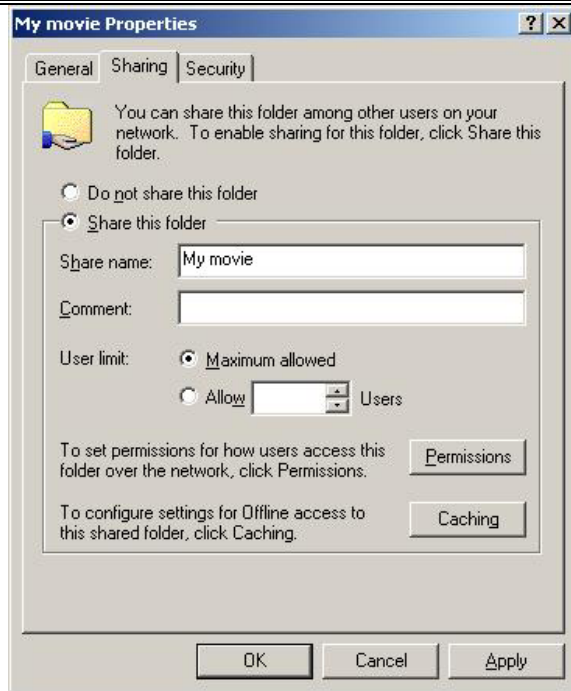 My movie Properties
General Sharing Security
You can share this folder among other users on your
network. To enable sharing for this folder, click Share this
folder.
Do not share this folder
Share this folder
Share name: My movie
Comment:
User limit: Maximum allowed
Allow Users
To set permissions for how users access this
folder over the network, click Permissions.
Permissions
To configure settings for Offline access to
this shared folder, click Caching.
Caching
OK Cancel Apply